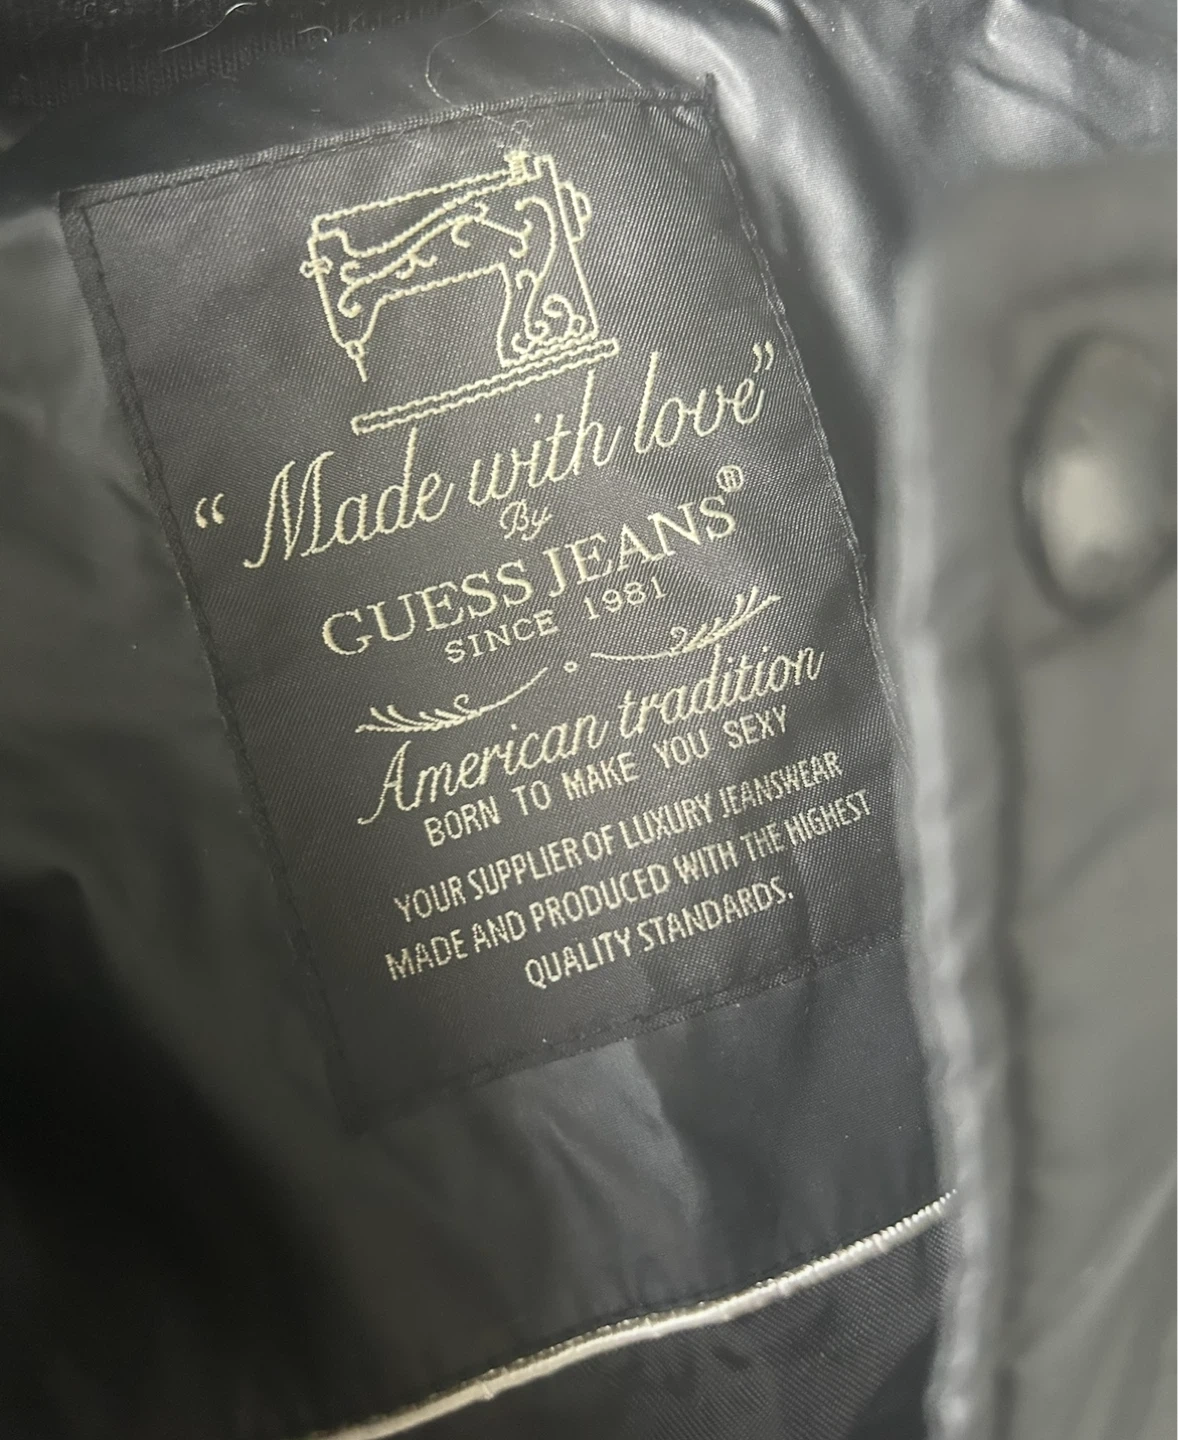 “Made with love”
By
GUESS JEANS®
SINCE 1981
American tradition
BORN TO MAKE YOU SEXY
YOUR SUPPLIER OF LUXURY JEANSWEAR
MADE AND PRODUCED WITH THE HIGHEST
QUALITY STANDARDS.